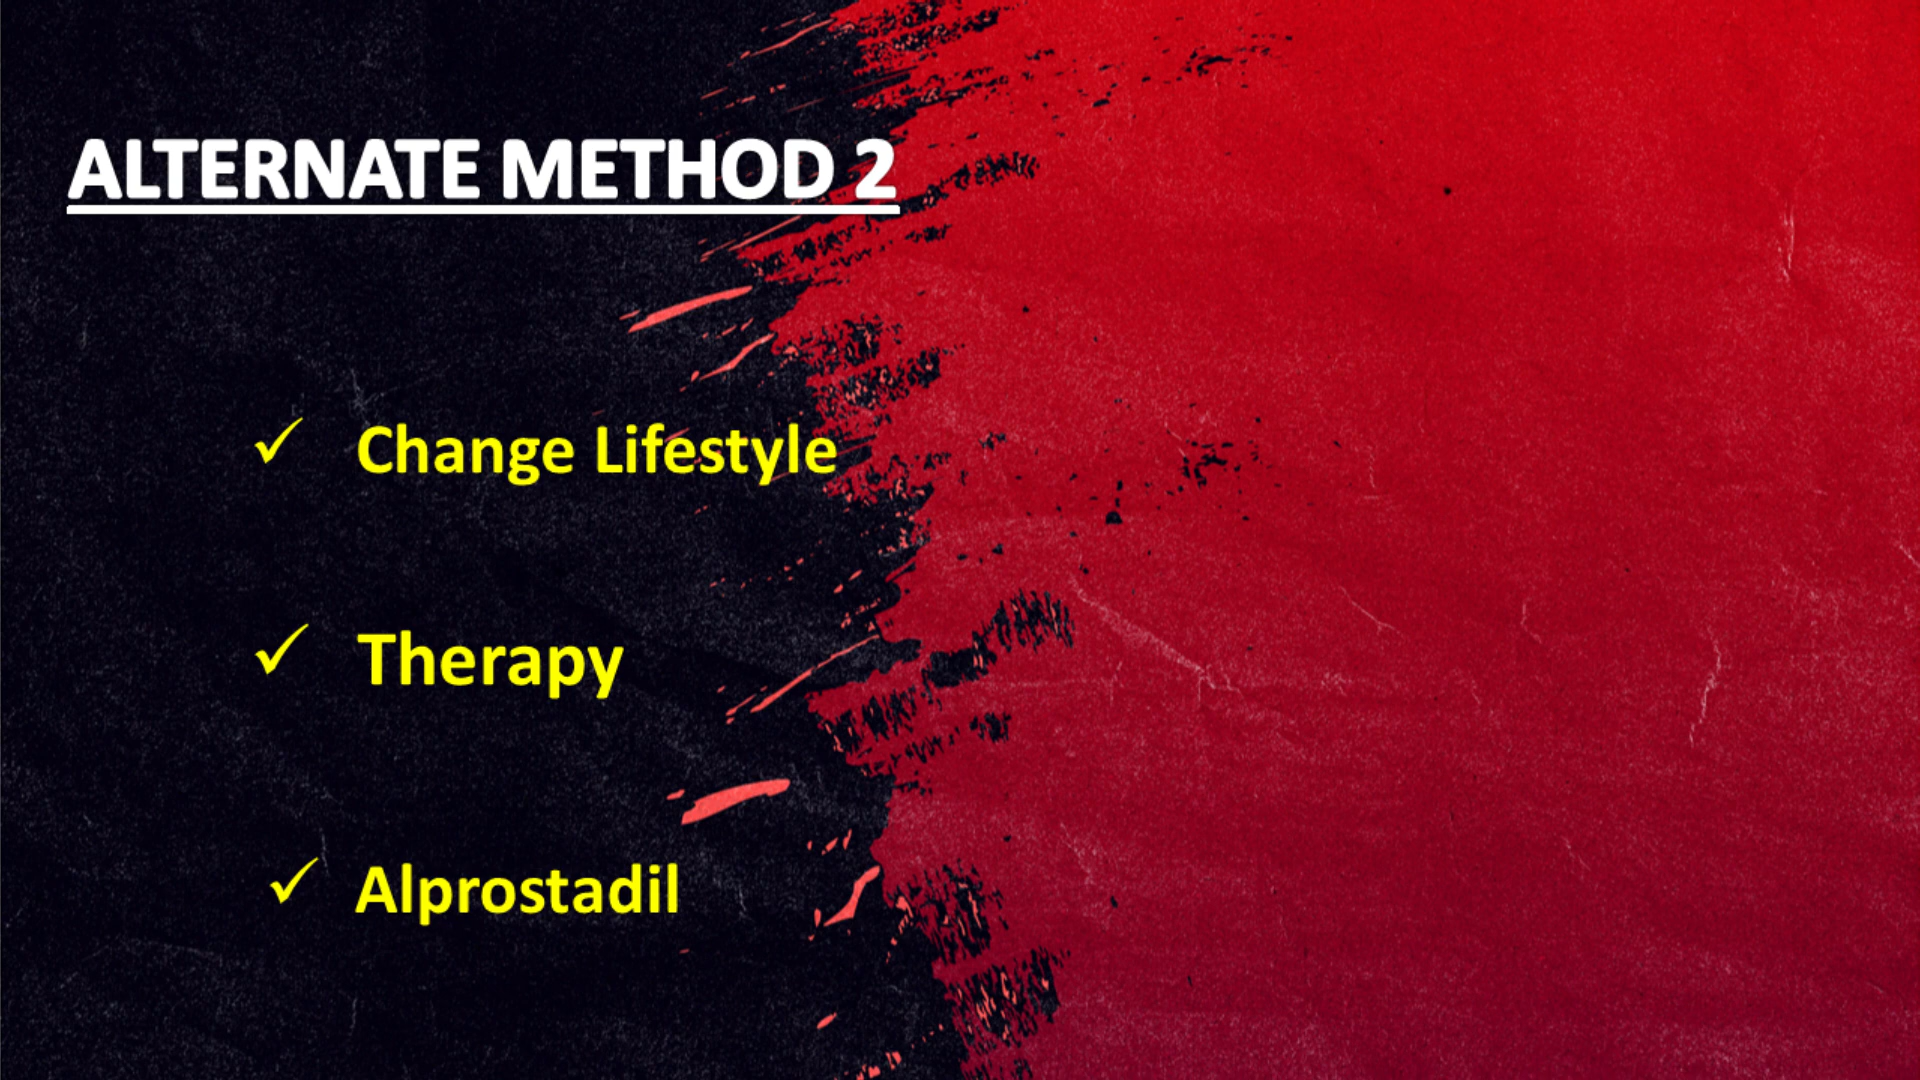 ALTERNATE METHOD 2
✓ Change Lifestyle
✓ Therapy
✓ Alprostadil